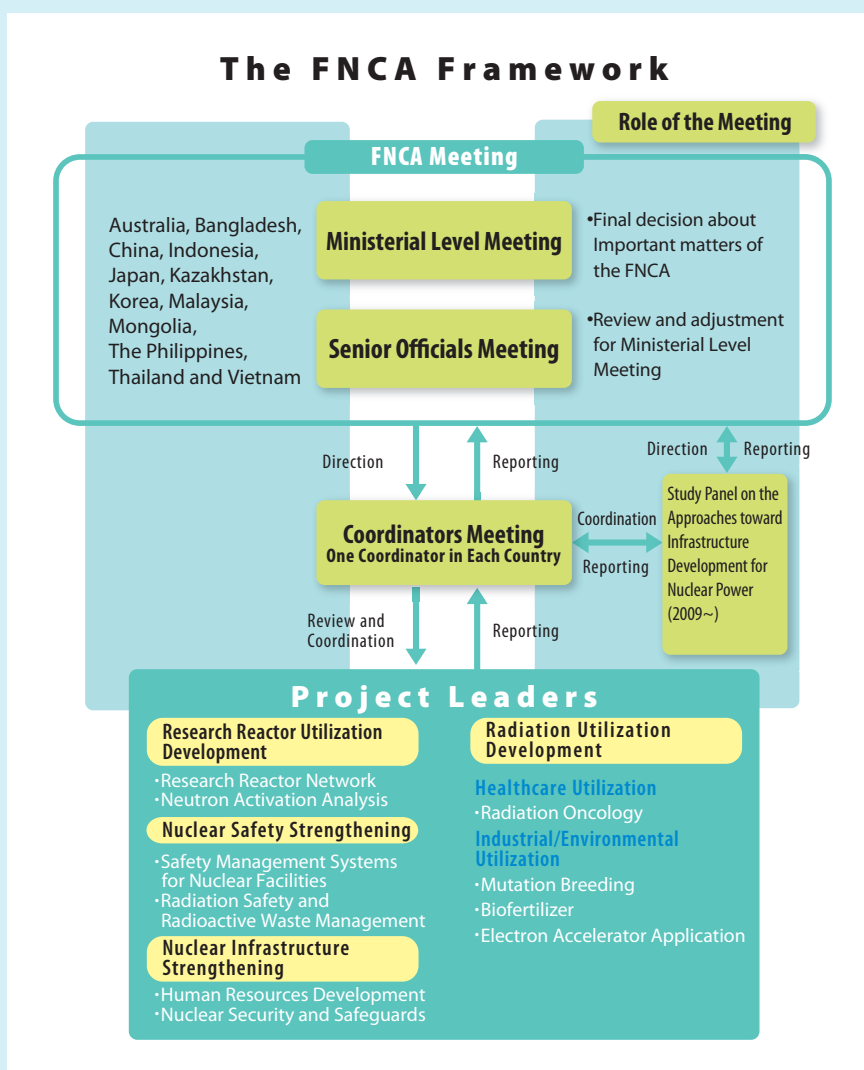 The FNCA Framework
Role of the Meeting
FNCA Meeting
Australia, Bangladesh,
China, Indonesia,
Japan, Kazakhstan,
Korea, Malaysia,
Mongolia,
The Philippines,
Thailand and Vietnam
Ministerial Level Meeting
•Final decision about
Important matters of
the FNCA
Senior Officials Meeting
•Review and adjustment
for Ministerial Level
Meeting
Direction
Reporting
Direction
Reporting
Coordinators Meeting
One Coordinator in Each Country
Coordination
Reporting
Study Panel on the
Approaches toward
Infrastructure
Development for
Nuclear Power
(2009~)
Review and
Coordination
Reporting
Project Leaders
Research Reactor Utilization
Development
·Research Reactor Network
·Neutron Activation Analysis
Nuclear Safety Strengthening
·Safety Management Systems
for Nuclear Facilities
·Radiation Safety and
Radioactive Waste Management
Nuclear Infrastructure
Strengthening
·Human Resources Development
·Nuclear Security and Safeguards
Radiation Utilization
Development
Healthcare Utilization
·Radiation Oncology
Industrial/Environmental
Utilization
·Mutation Breeding
·Biofertilizer
·Electron Accelerator Application